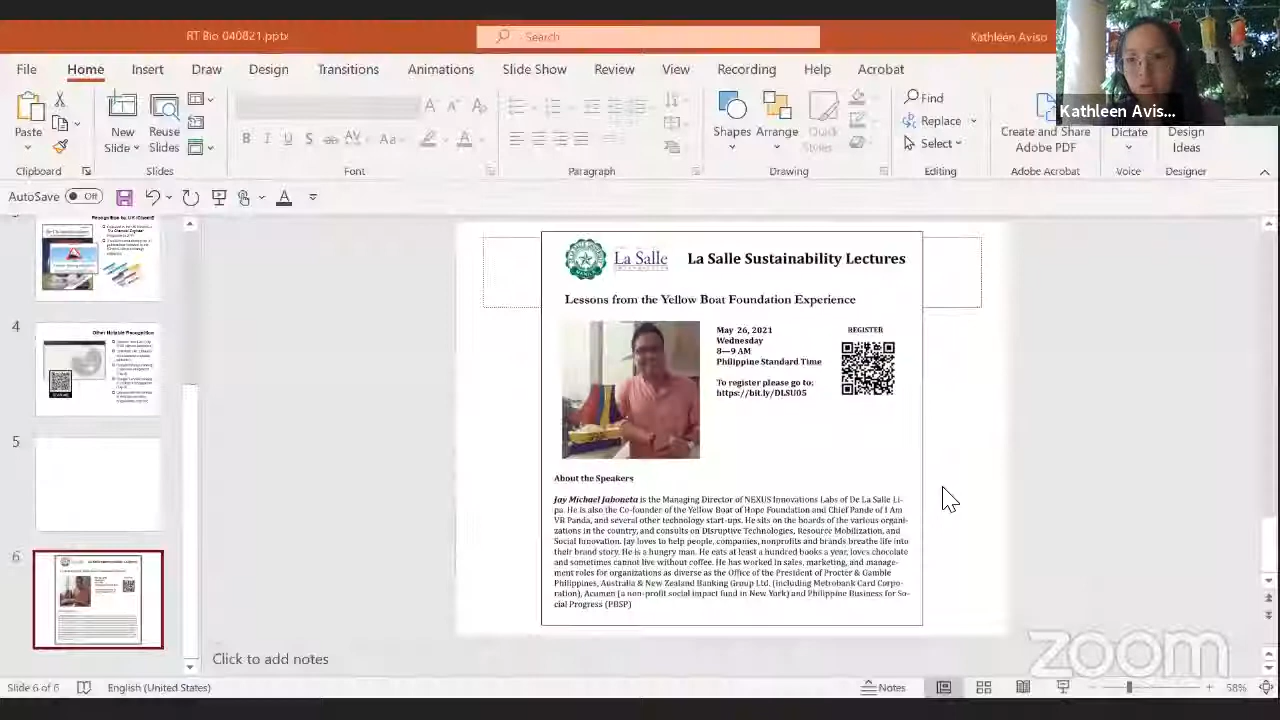 RT Bio 040821.pptx
Search
Kathleen Aviso
File Home Insert Draw Design Transitions Animations Slide Show Review View Recording Help Acrobat
Kathleen Avis...
Paste
New Slide
Reuse Slides
Shapes
Arrange
Quick Styles
Find
Replace
Select
Create and Share Adobe PDF
Dictate
Design Ideas
Clipboard Slides Font Paragraph Drawing Editing Adobe Acrobat Voice Designer
AutoSave Off
4
Other Notable Recognition
5
6
La Salle
La Salle Sustainability Lectures
Lessons from the Yellow Boat Foundation Experience
May 26, 2021
Wednesday
8—9 AM
Philippine Standard Time
To register please go to:
https://bit.ly/DLSU05
REGISTER
About the Speakers
Jay Michael Jaboneta is the Managing Director of NEXUS Innovations Labs of De La Salle Li-
pa. He is also the Co-founder of the Yellow Boat of Hope Foundation and Chief Pande of I Am
VR Panda, and several other technology start-ups. He sits on the boards of the various organi-
zations in the country, and consults on Disruptive Technologies, Resource Mobilization, and
Social Innovation. Jay loves to help people, companies, nonprofits and brands breathe life into
their brand story. He is a hungry man. He eats at least a hundred books a year, loves chocolate
and sometimes cannot live without coffee. He has worked in sales, marketing, and manage-
ment roles for organizations as diverse as the Office of the President of Procter & Gamble
Philippines, Australia & New Zealand Banking Group Ltd. (including Metrobank Card Corpo-
ration), Acumen (a non-profit social impact fund in New York) and Philippine Business for So-
cial Progress (PBSP)
Click to add notes
zoom
Slide 6 of 6 English (United States) Notes 58%